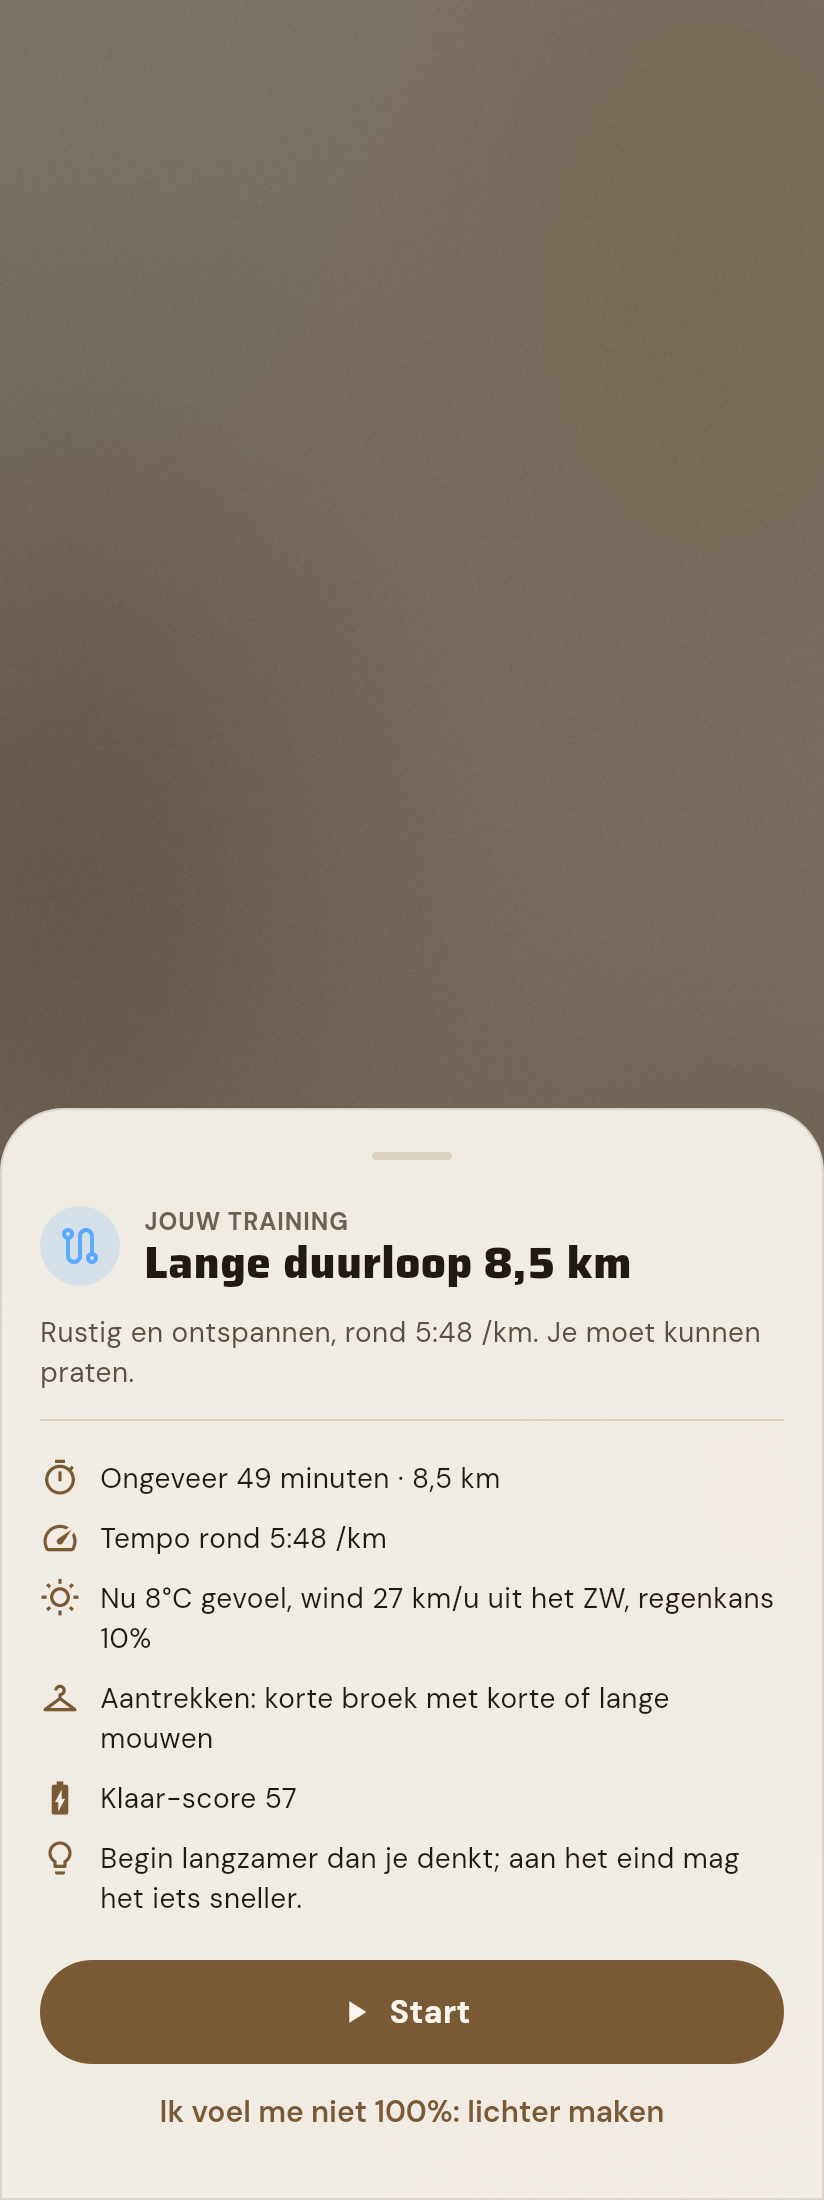 JOUW TRAINING
Lange duurloop 8,5 km
Rustig en ontspannen, rond 5:48 /km. Je moet kunnen
praten.
Ongeveer 49 minuten · 8,5 km
Tempo rond 5:48 /km
Nu 8°C gevoel, wind 27 km/u uit het ZW, regenkans
10%
Aantrekken: korte broek met korte of lange
mouwen
Klaar-score 57
Begin langzamer dan je denkt; aan het eind mag
het iets sneller.
Start
Ik voel me niet 100%: lichter maken